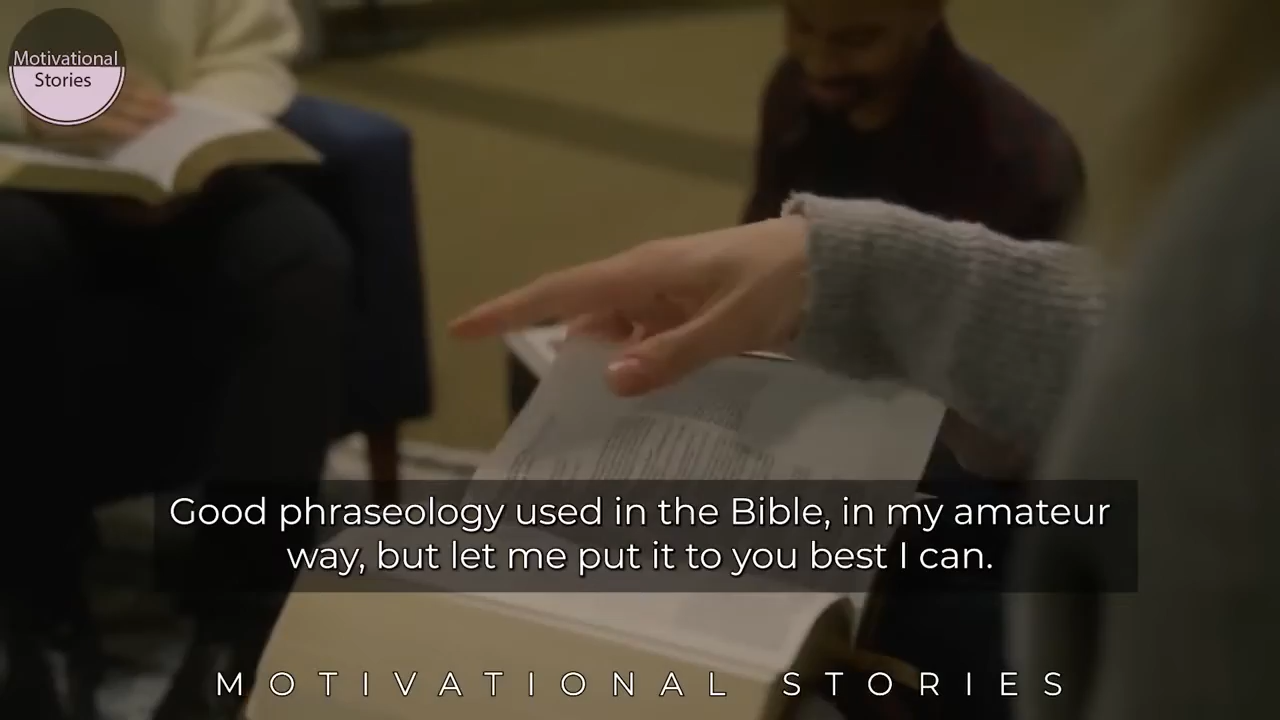 Motivational
Stories
Good phraseology used in the Bible, in my amateur
way, but let me put it to you best I can.
MOTIVATIONAL STORIES